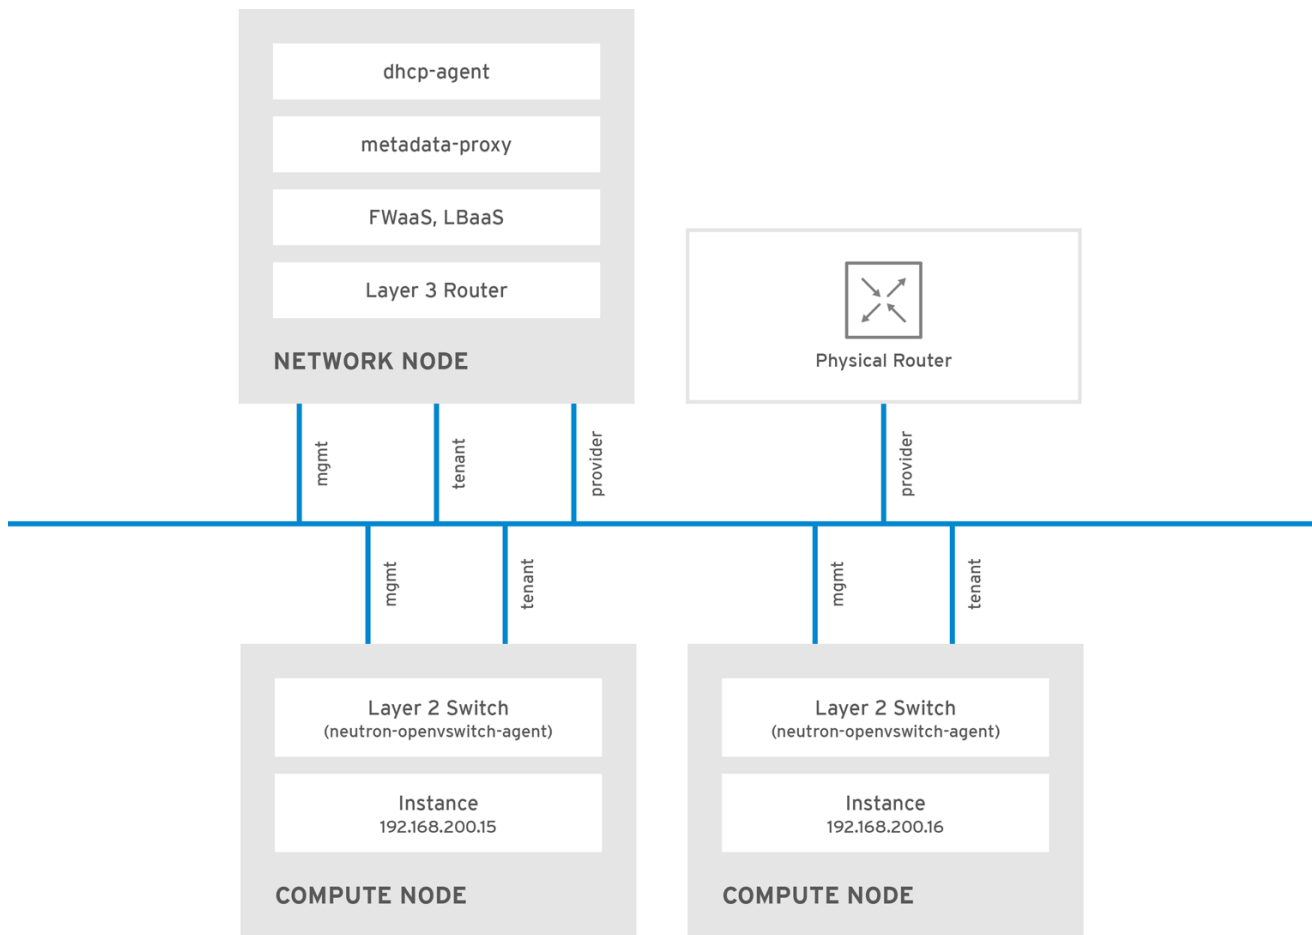 dhcp-agent
metadata-proxy
FWaaS, LBaaS
Layer 3 Router
NETWORK NODE
Physical Router
mgmt
tenant
provider
provider
mgmt
tenant
mgmt
tenant
Layer 2 Switch
(neutron-openvswitch-agent)
Instance
192.168.200.15
COMPUTE NODE
Layer 2 Switch
(neutron-openvswitch-agent)
Instance
192.168.200.16
COMPUTE NODE